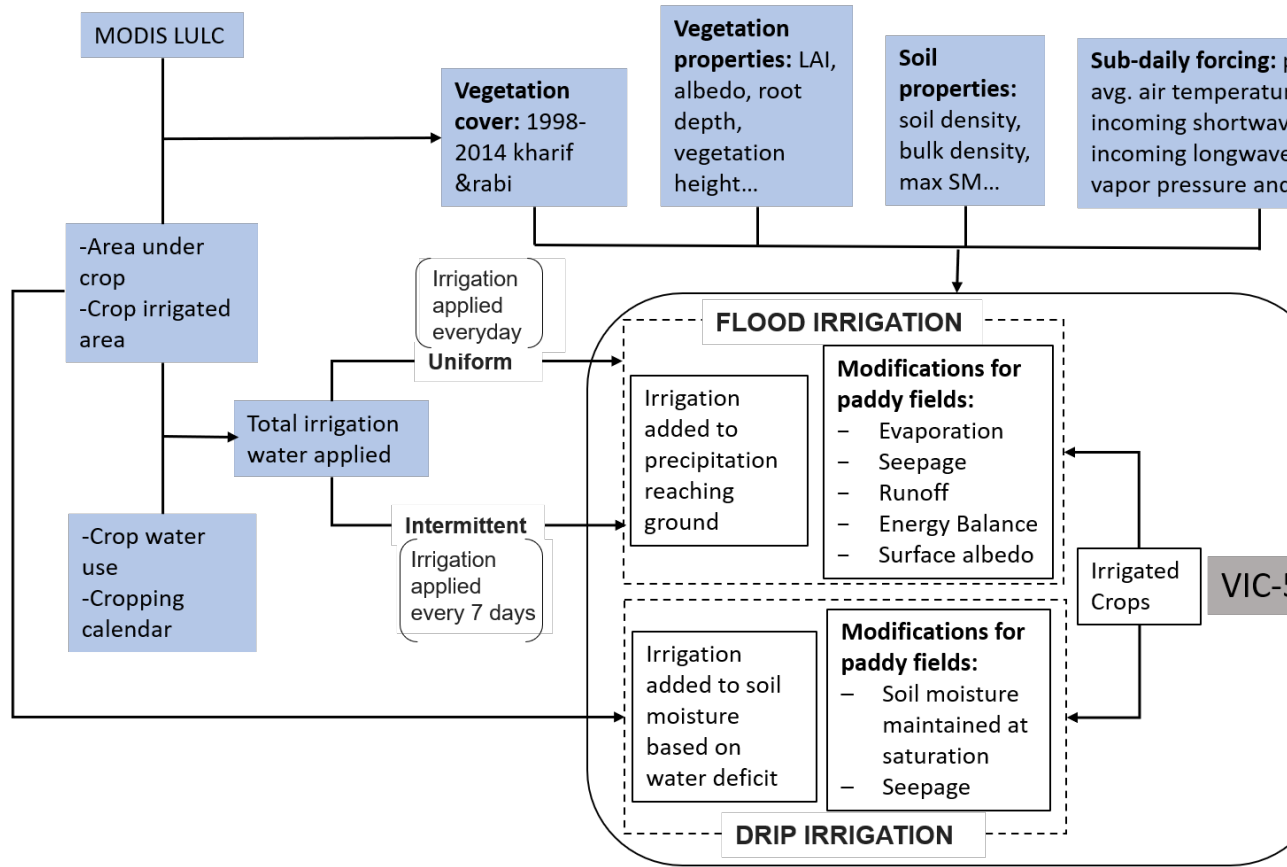 MODIS LULC
Vegetation
cover: 1998-
2014 kharif
&rabi
Vegetation
properties: LAI,
albedo, root
depth,
vegetation
height…
Soil
properties:
soil density,
bulk density,
max SM…
Sub-daily forcing:
avg. air
incoming
incoming
vapor pressure and
-Area under
crop
-Crop irrigated
area
Irrigation
applied
everyday
Uniform
Total irrigation
water applied
Intermittent
Irrigation
applied
every 7 days
-Crop water
use
-Cropping
calendar
FLOOD IRRIGATION
Irrigation
added to
precipitation
reaching
ground
Modifications for
paddy fields:
– Evaporation
– Seepage
– Runoff
– Energy Balance
– Surface albedo
Irrigated
Crops
VIC-5
Irrigation
added to soil
moisture
based on
water deficit
Modifications for
paddy fields:
– Soil moisture
maintained at
saturation
– Seepage
DRIP IRRIGATION